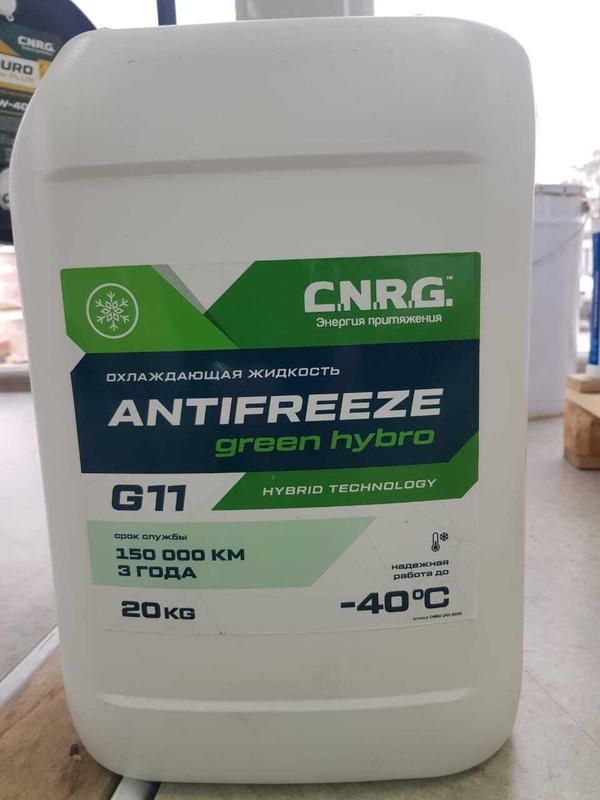 C.N.R.G.
URO
W-40
C.N.R.G.™
Энергия притяжения
ОХЛАЖДАЮЩАЯ ЖИДКОСТЬ
ANTIFREEZE
green hybro
G11
HYBRID TECHNOLOGY
срок службы
150 000 КМ
3 ГОДА
надежная
работа до
20 KG
-40°C